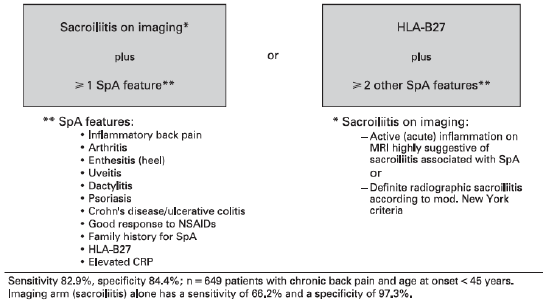 Sacroiliitis on imaging*
plus
⩾ 1 SpA feature**
or
HLA-B27
plus
⩾ 2 other SpA features**
** SpA features:
• Inflammatory back pain
• Arthritis
• Enthesitis (heel)
• Uveitis
• Dactylitis
• Psoriasis
• Crohn's disease/ulcerative colitis
• Good response to NSAIDs
• Family history for SpA
• HLA-B27
• Elevated CRP
* Sacroiliitis on imaging:
– Active (acute) inflammation on
MRI highly suggestive of
sacroiliitis associated with SpA
or
– Definite radiographic sacroiliitis
according to mod. New York
criteria
Sensitivity 82.9%, specificity 84.4%; n = 649 patients with chronic back pain and age at onset < 45 years.
Imaging arm (sacroiliitis) alone has a sensitivity of 66.2% and a specificity of 97.3%.